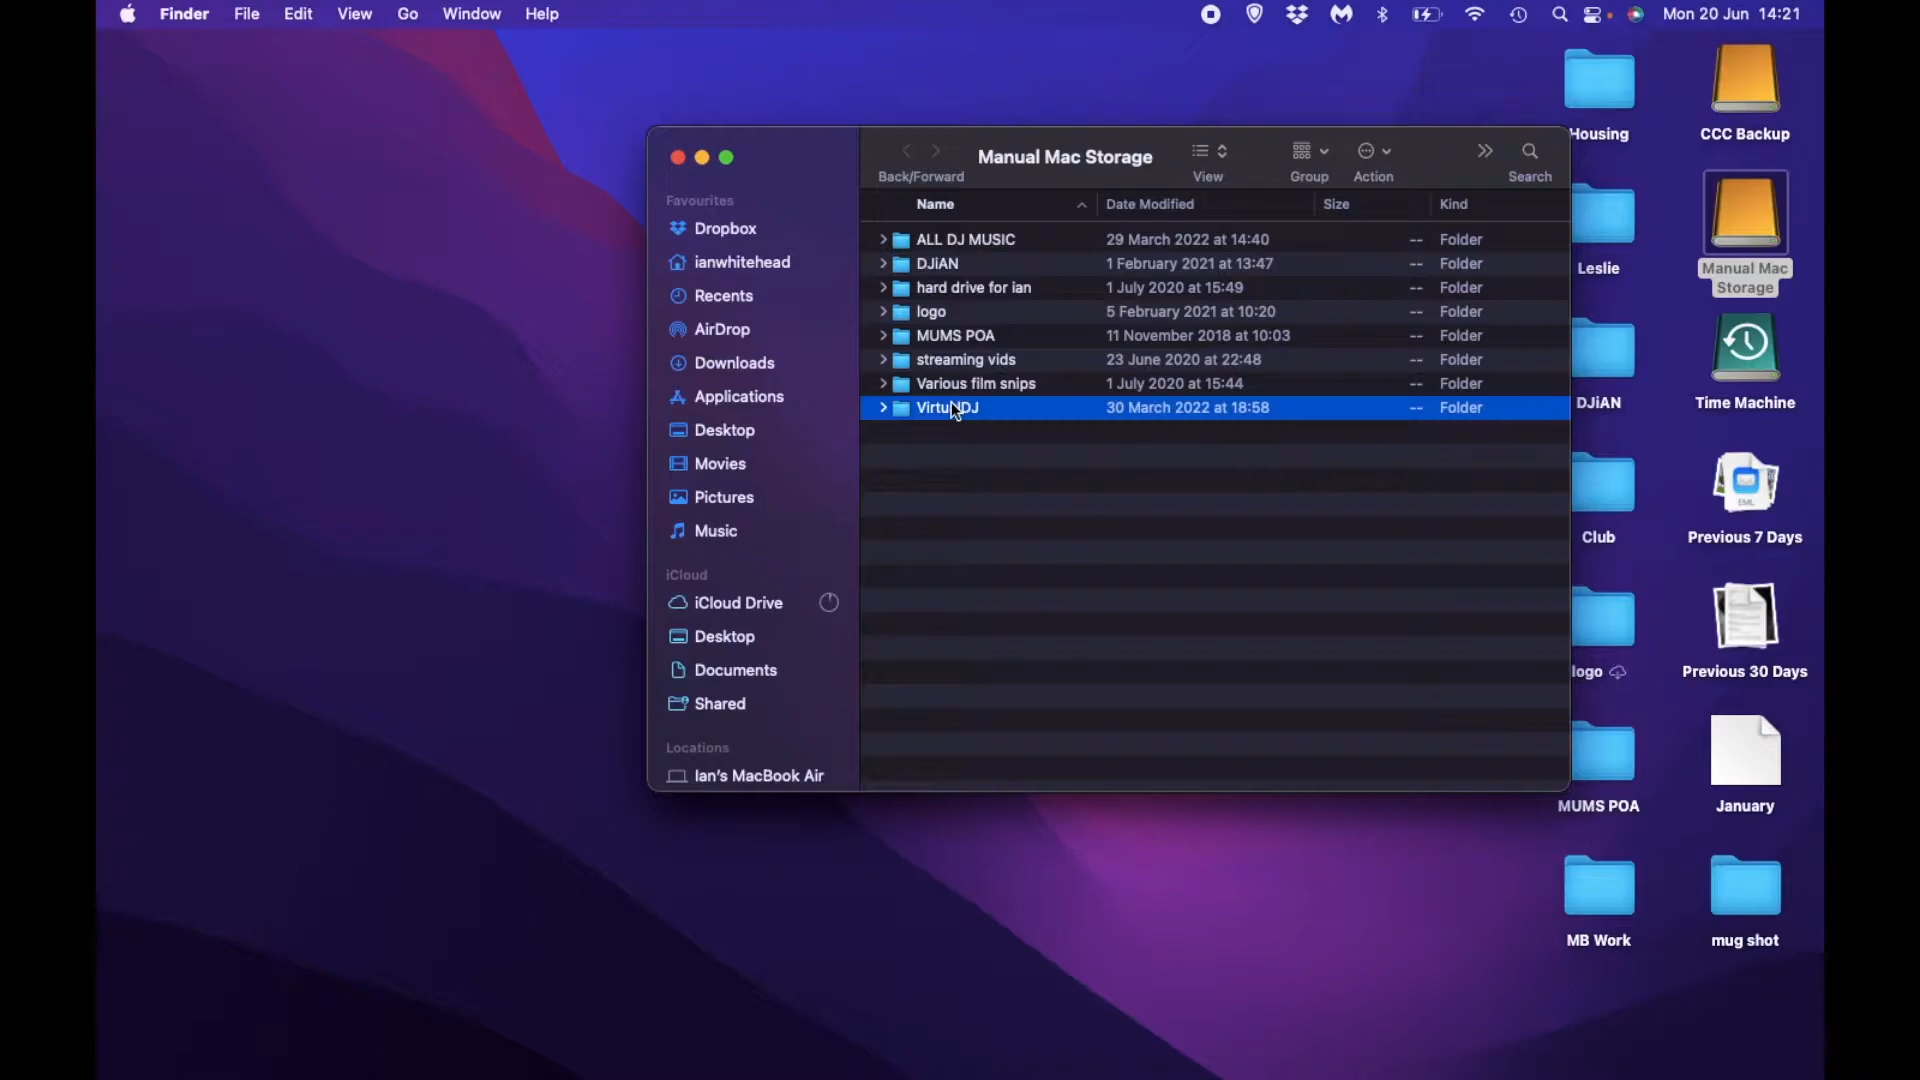 Finder File Edit View Go Window Help Mon 20 Jun 14:21
Manual Mac Storage
Back/Forward View Group Action Search
Name Date Modified Size Kind
ALL DJ MUSIC 29 March 2022 at 14:40 -- Folder
DJiAN 1 February 2021 at 13:47 -- Folder
hard drive for ian 1 July 2020 at 15:49 -- Folder
logo 5 February 2021 at 10:20 -- Folder
MUMS POA 11 November 2018 at 10:03 -- Folder
streaming vids 23 June 2020 at 22:48 -- Folder
Various film snips 1 July 2020 at 15:44 -- Folder
30 March 2022 at 18:58 -- Folder
Favourites
Dropbox
ianwhitehead
Recents
AirDrop
Downloads
Applications
Desktop
Movies
Pictures
Music
iCloud
iCloud Drive
Desktop
Documents
Shared
Locations
Ian's MacBook Air
Housing
CCC Backup
Leslie
Manual Mac
Storage
DJiAN
Time Machine
Club
EML
Previous 7 Days
logo
Previous 30 Days
MUMS POA
January
MB Work
mug shot